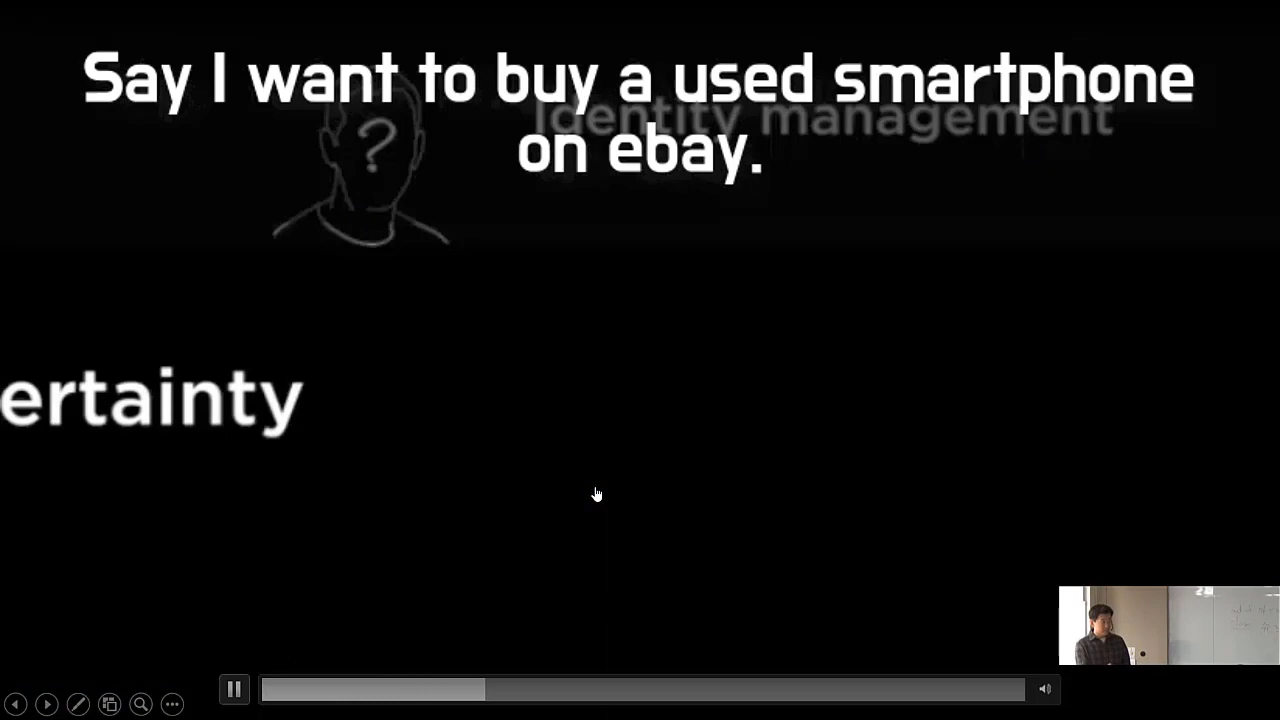 Say I want to buy a used smartphone
on ebay.
?
Identity management
ertainty